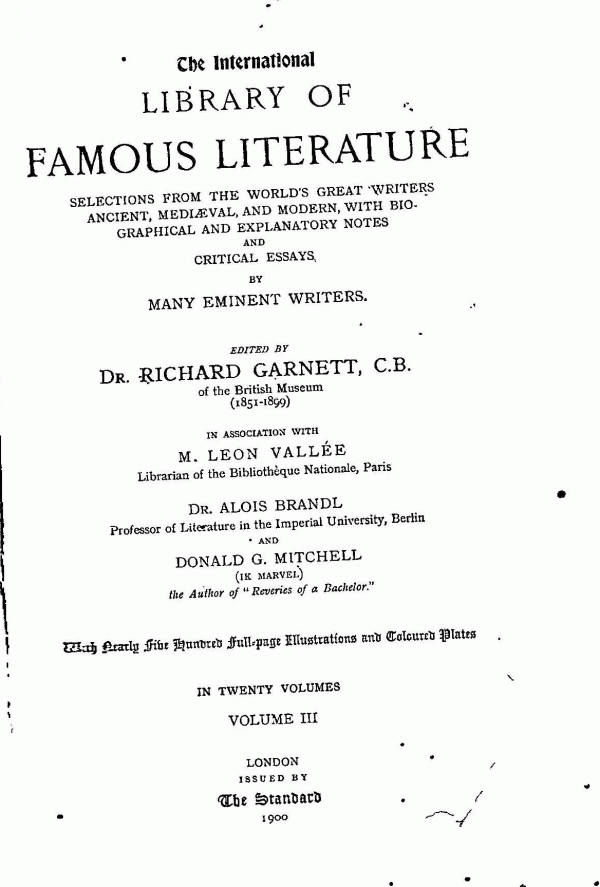 The International
LIBRARY OF
FAMOUS LITERATURE
SELECTIONS FROM THE WORLD'S GREAT WRITERS
ANCIENT, MEDIÆVAL, AND MODERN, WITH BIO-
GRAPHICAL AND EXPLANATORY NOTES
AND
CRITICAL ESSAYS
BY
MANY EMINENT WRITERS.
EDITED BY
DR. RICHARD GARNETT, C.B.
of the British Museum
(1851-1899)
IN ASSOCIATION WITH
M. LEON VALLÉE
Librarian of the Bibliothèque Nationale, Paris
DR. ALOIS BRANDL
Professor of Literature in the Imperial University, Berlin
AND
DONALD G. MITCHELL
(IK MARVEL)
the Author of "Reveries of a Bachelor."
With Nearly Five Hundred Full-page Illustrations and Coloured Plates
IN TWENTY VOLUMES
VOLUME III
LONDON
ISSUED BY
The Standard
1900